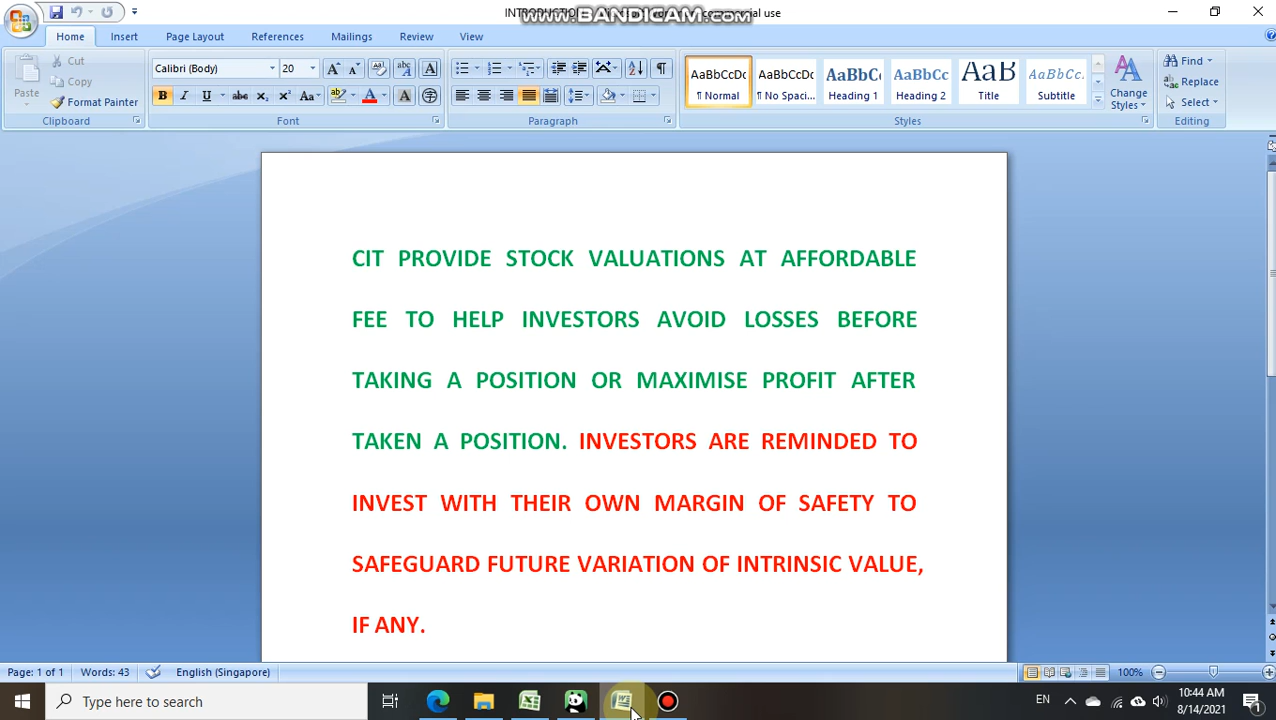 www.BANDICAM.com
Home Insert Page Layout References Mailings Review View
Paste
Cut
Copy
Format Painter
Clipboard
Calibri (Body) 20
Font
Paragraph
AaBbCcDc AaBbCcDc AaBbCc AaBbCc AaB AaBbCc.
¶ Normal ¶ No Spaci... Heading 1 Heading 2 Title Subtitle
Styles
Change
Styles
Find
Replace
Select
Editing
CIT PROVIDE STOCK VALUATIONS AT AFFORDABLE
FEE TO HELP INVESTORS AVOID LOSSES BEFORE
TAKING A POSITION OR MAXIMISE PROFIT AFTER
TAKEN A POSITION. INVESTORS ARE REMINDED TO
INVEST WITH THEIR OWN MARGIN OF SAFETY TO
SAFEGUARD FUTURE VARIATION OF INTRINSIC VALUE,
IF ANY.
Page: 1 of 1 Words: 43 English (Singapore) 100%
Type here to search
EN
10:44 AM
8/14/2021